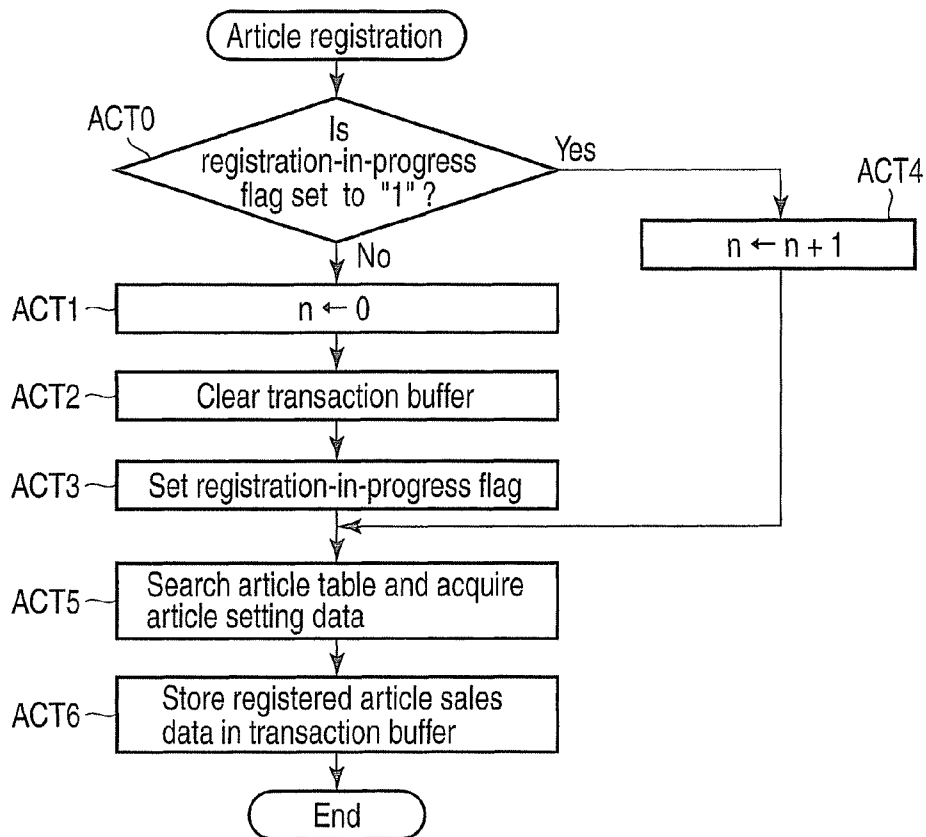 Article registration
ACT0
Is
registration-in-progress
flag set to "1" ?
Yes
ACT4
n ← n + 1
No
ACT1
n ← 0
ACT2
Clear transaction buffer
ACT3
Set registration-in-progress flag
ACT5
Search article table and acquire
article setting data
ACT6
Store registered article sales
data in transaction buffer
End